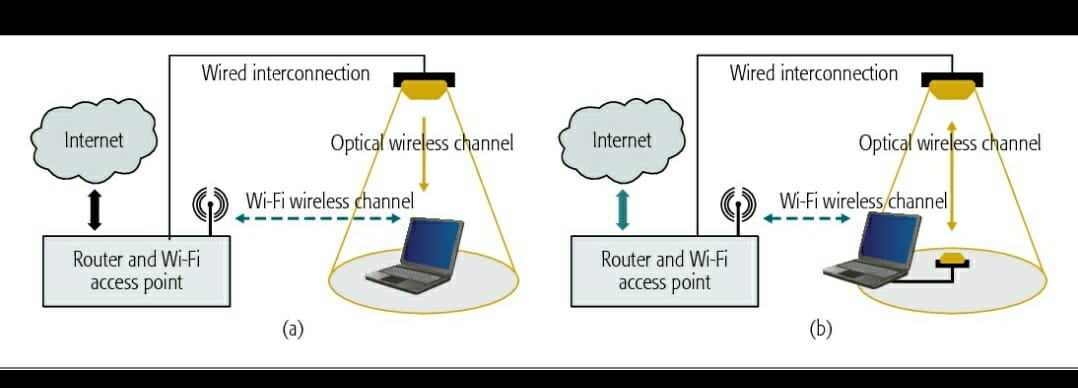 Wired interconnection
Internet
Optical wireless channel
Wi-Fi wireless channel
Router and Wi-Fi
access point
(a)
Wired interconnection
Internet
Optical wireless channel
Wi-Fi wireless channel
Router and Wi-Fi
access point
(b)